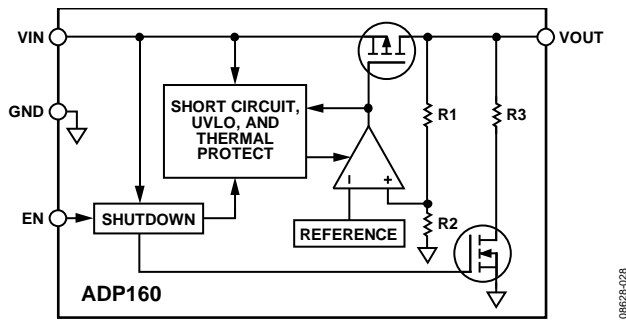 VIN
VOUT
GND
SHORT CIRCUIT,
UVLO, AND
THERMAL
PROTECT
R1
R3
EN
SHUTDOWN
– +
REFERENCE
R2
ADP160
08628-028